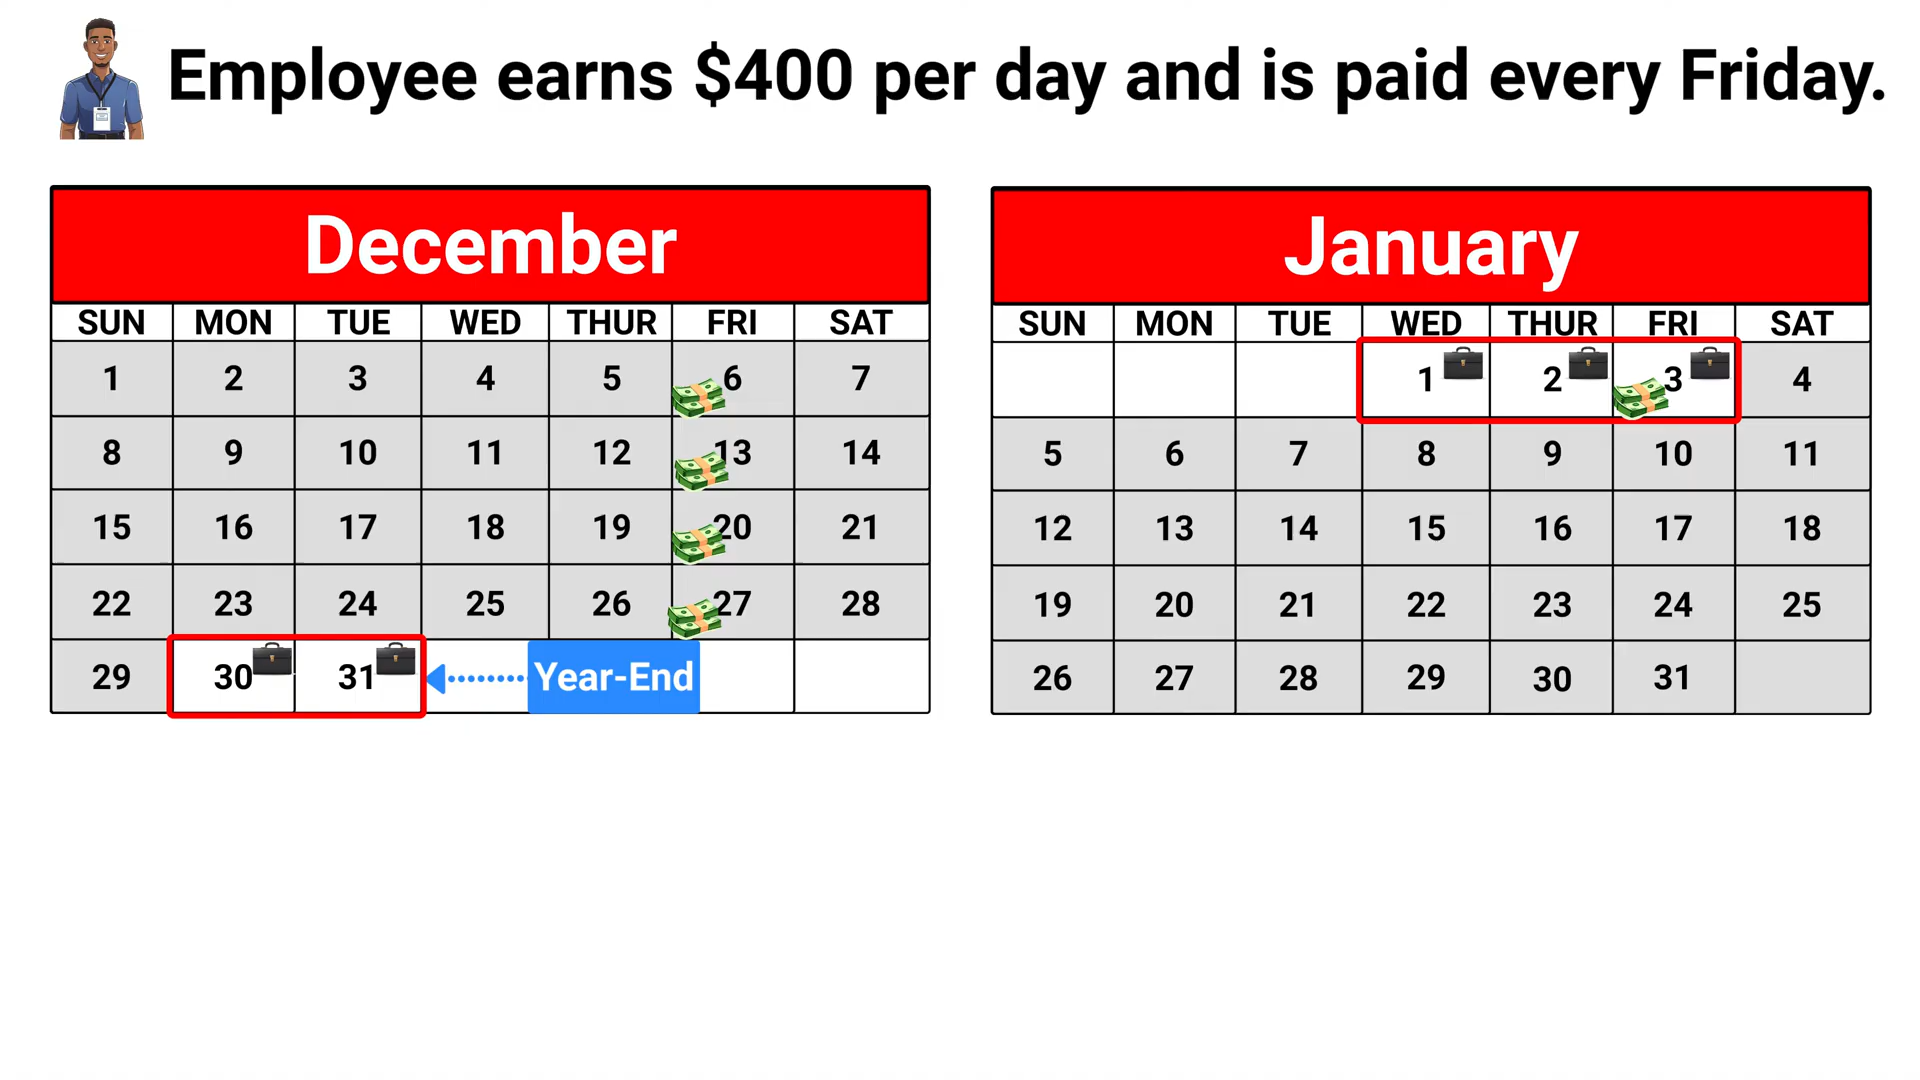 Employee earns $400 per day and is paid every Friday.
December
SUN MON TUE WED THUR FRI SAT
1 2 3 4 5 6 7
8 9 10 11 12 13 14
15 16 17 18 19 20 21
22 23 24 25 26 27 28
29 30 31 Year-End
January
SUN MON TUE WED THUR FRI SAT
1 2 3 4
5 6 7 8 9 10 11
12 13 14 15 16 17 18
19 20 21 22 23 24 25
26 27 28 29 30 31